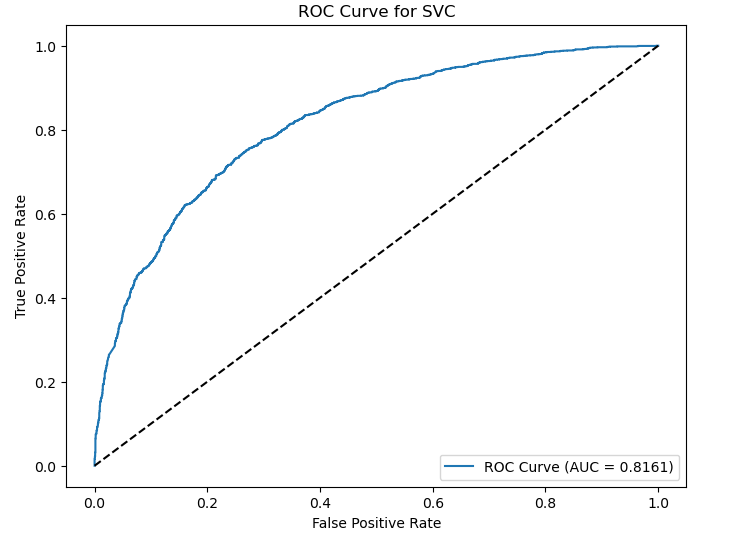 ROC Curve for SVC
True Positive Rate
1.0
0.8
0.6
0.4
0.2
0.0
0.0 0.2 0.4 0.6 0.8 1.0
False Positive Rate
ROC Curve (AUC = 0.8161)